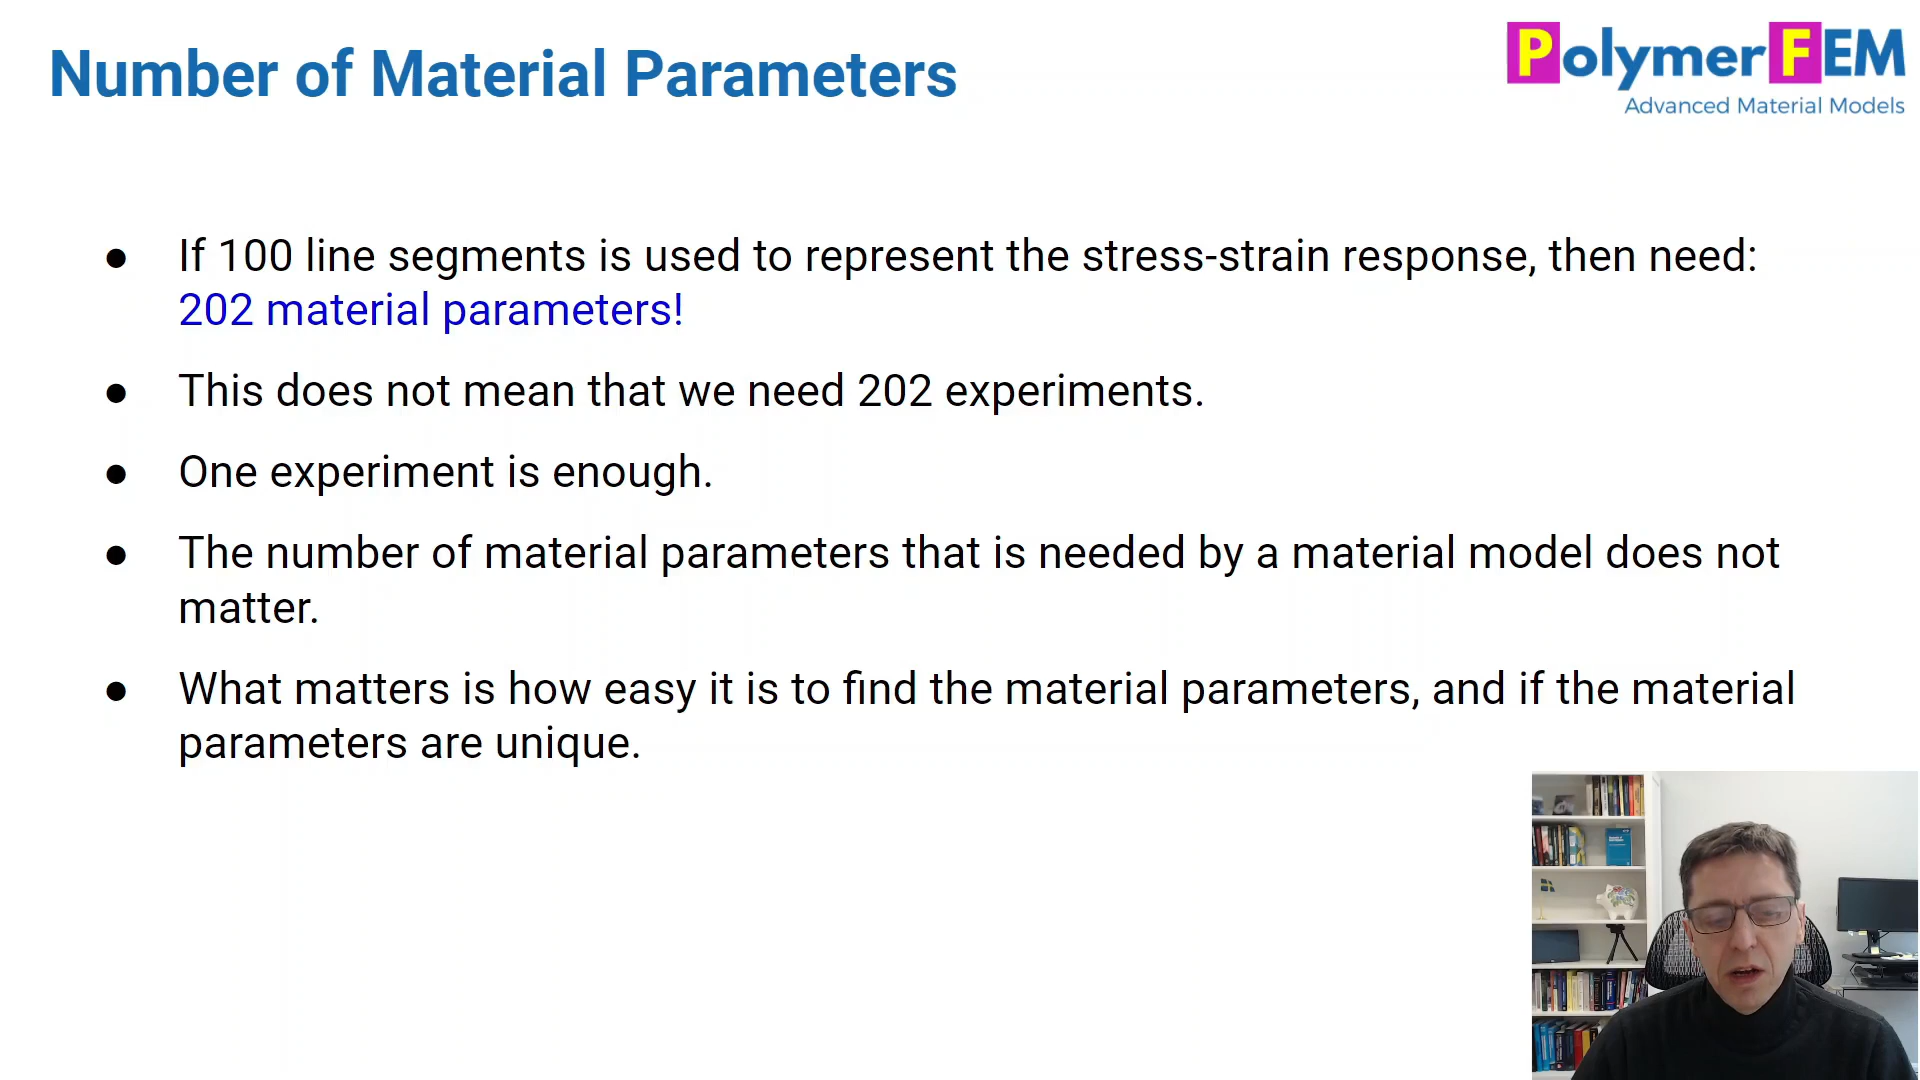 Number of Material Parameters
PolymerFEM
Advanced Material Models
● If 100 line segments is used to represent the stress-strain response, then need:
202 material parameters!
● This does not mean that we need 202 experiments.
● One experiment is enough.
● The number of material parameters that is needed by a material model does not
matter.
● What matters is how easy it is to find the material parameters, and if the material
parameters are unique.